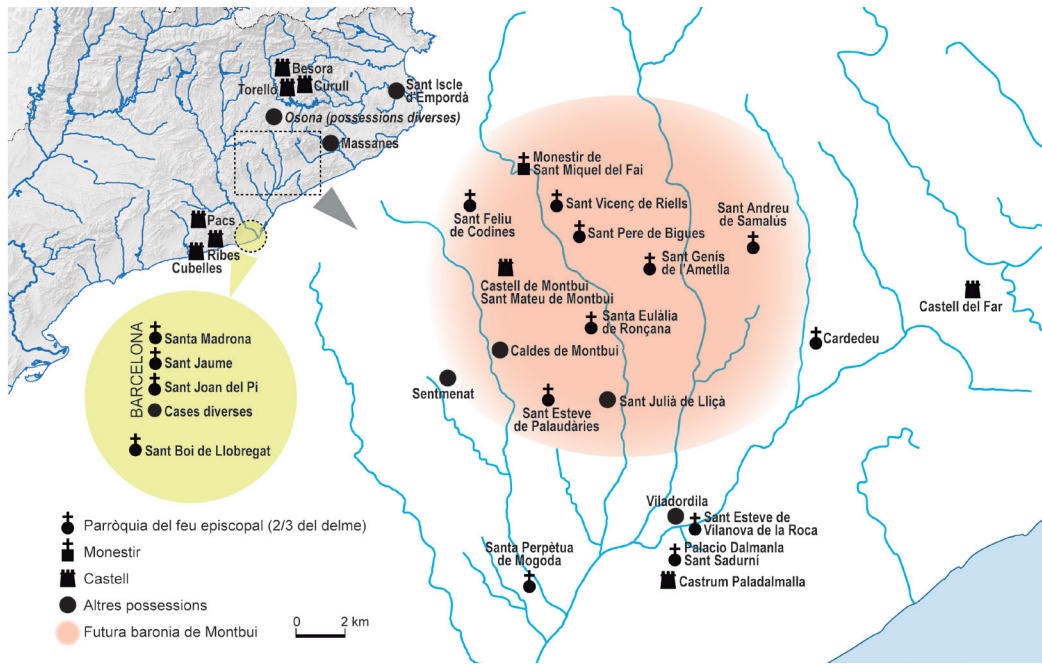 Besora
Torelló
Curull
Sant Iscle
d'Empordà
Osona (possessions diverses)
Massanes
Pacs
Ribes
Cubelles
BARCELONA
Santa Madrona
Sant Jaume
Sant Joan del Pi
Cases diverses
Sant Boi de Llobregat
Monestir de
Sant Miquel del Fai
Sant Feliu
de Codines
Sant Vicenç de Riells
Sant Pere de Bigues
Sant Andreu
de Samalús
Sant Genís
de l'Ametlla
Castell de Montbui
Sant Mateu de Montbui
Castell del Far
Santa Eulàlia
de Ronçana
Cardedeu
Caldes de Montbui
Sentmenat
Sant Esteve
de Palaudàries
Sant Julià de Lliçà
Viladordila
Sant Esteve de
Vilanova de la Roca
Santa Perpètua
de Mogoda
Palacio Dalmanla
Sant Sadurní
Castrum Paladalmalla
Parròquia del feu episcopal (2/3 del delme)
Monestir
Castell
Altres possessions
Futura baronia de Montbui
0 2 km